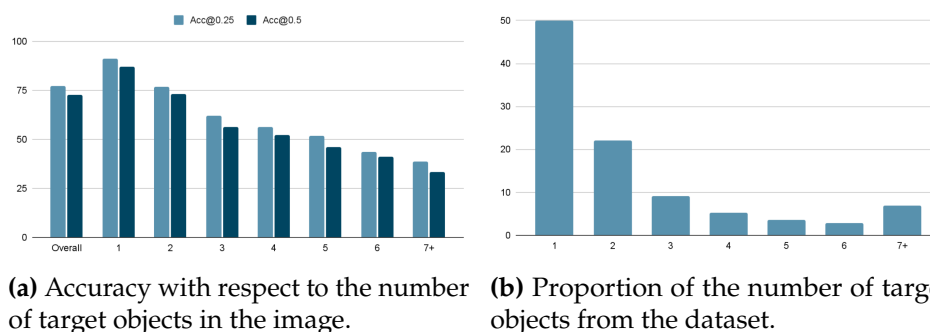 Acc@0.25 Acc@0.5
100
75
50
25
0
Overall 1 2 3 4 5 6 7+
50
40
30
20
10
0
1 2 3 4 5 6 7+
(a) Accuracy with respect to the number
of target objects in the image.
(b) Proportion of the number of targe
objects from the dataset.